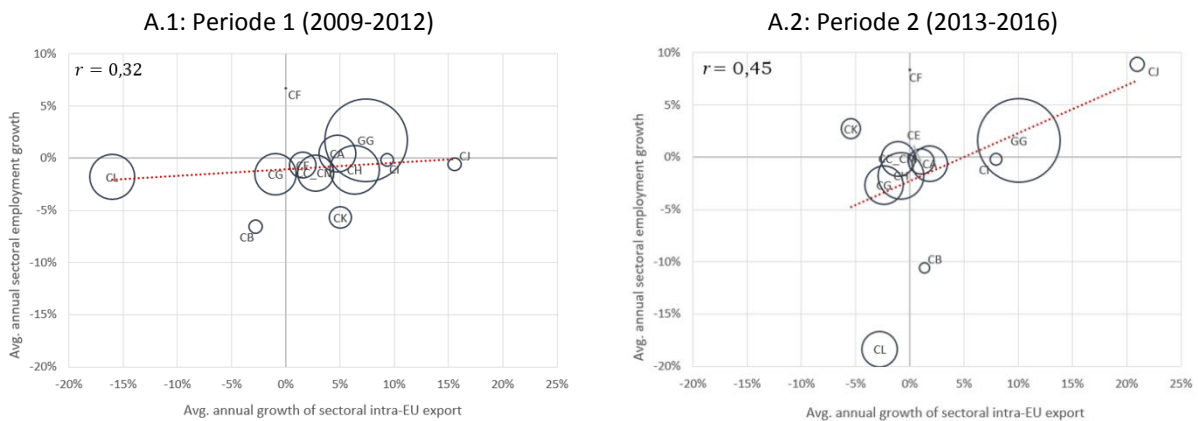 A.1: Periode 1 (2009-2012)
r = 0,32
Avg. annual sectoral employment growth
10%
5%
0%
-5%
-10%
-15%
-20%
-20%
-15%
-10%
-5%
0%
5%
10%
15%
20%
25%
Avg. annual growth of sectoral intra-EU export
CF
GG
CA
CJ
CI
CH
CE
CG
CL
CK
CB
A.2: Periode 2 (2013-2016)
r = 0,45
Avg. annual sectoral employment growth
10%
5%
0%
-5%
-10%
-15%
-20%
-20%
-15%
-10%
-5%
0%
5%
10%
15%
20%
25%
Avg. annual growth of sectoral intra-EU export
CF
CJ
CK
CE
GG
CA
CI
CH
CG
CB
CL